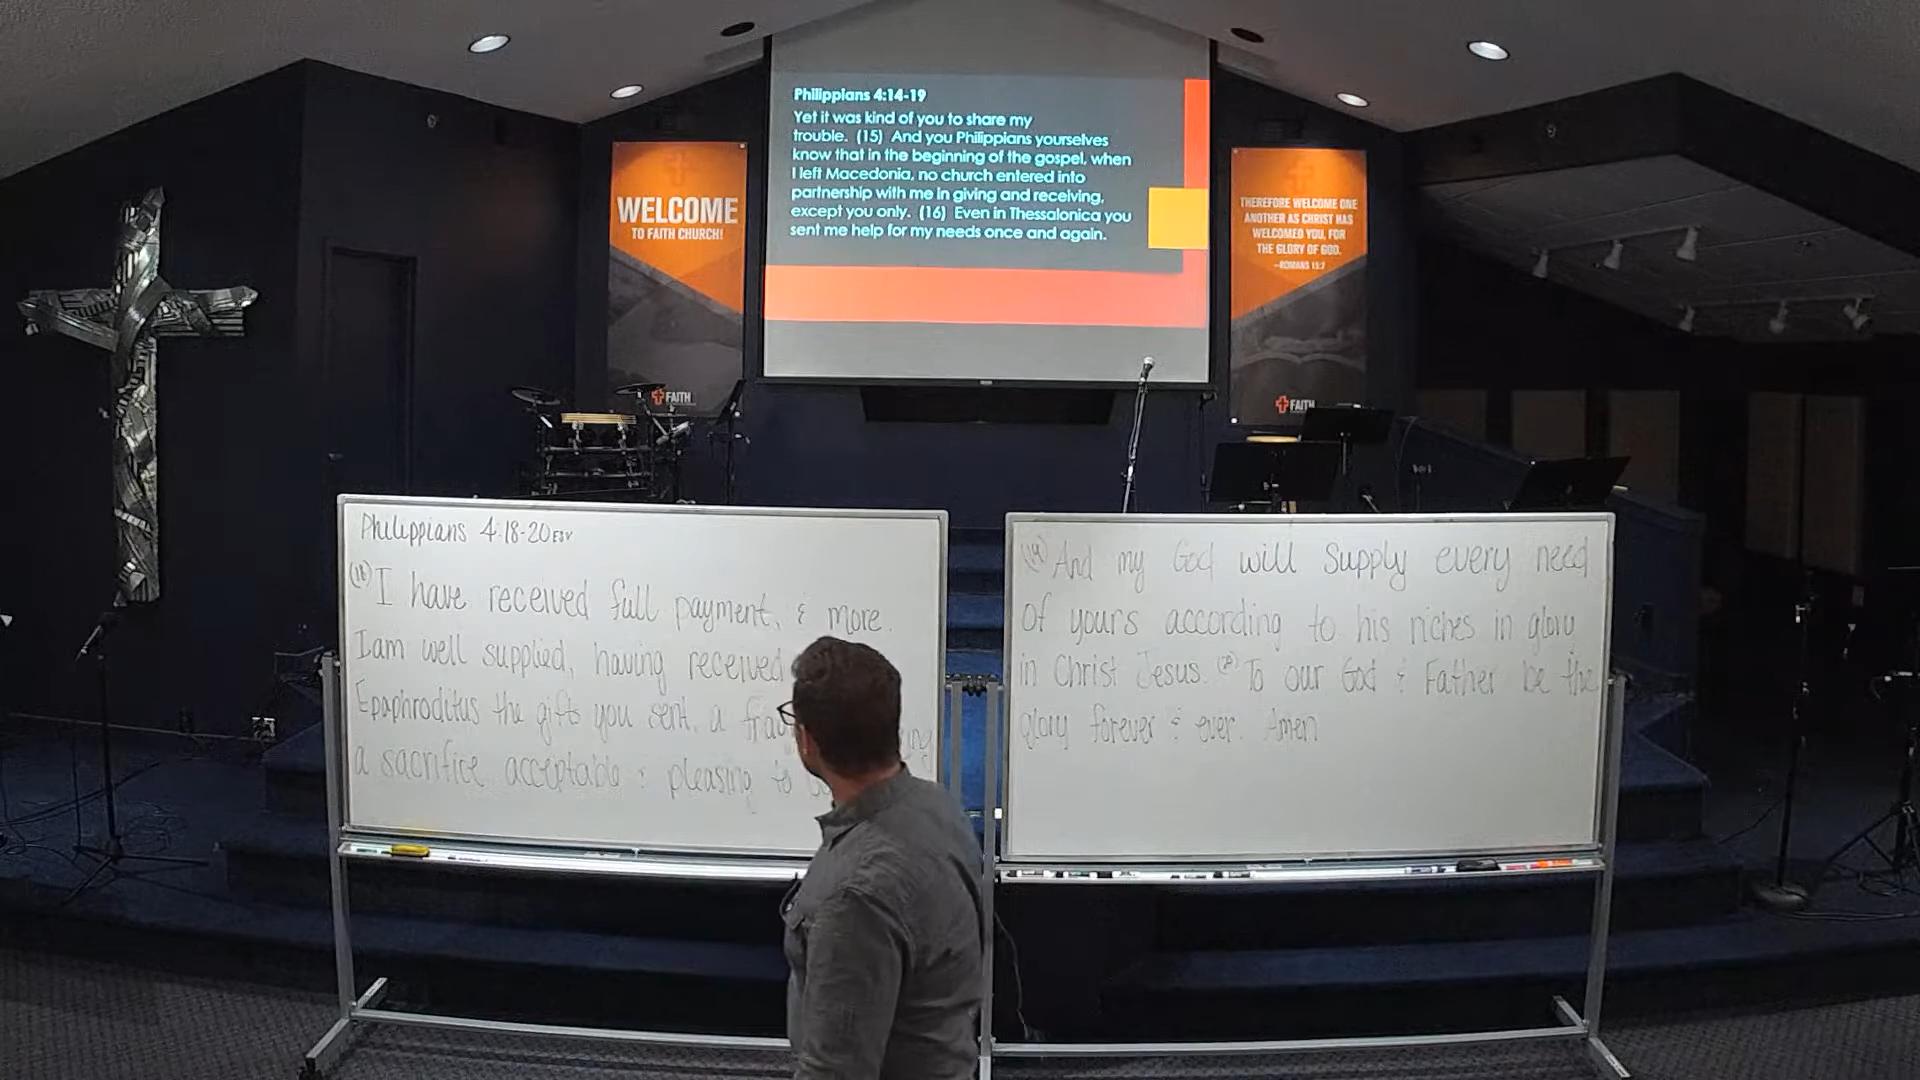 Philippians 4:14-19
Yet it was kind of you to share my
trouble. (15) And you Philippians yourselves
know that in the beginning of the gospel, when
I left Macedonia, no church entered into
partnership with me in giving and receiving,
except you only. (16) Even in Thessalonica you
sent me help for my needs once and again.
WELCOME
TO FAITH CHURCH!
FAITH
THEREFORE WELCOME ONE
ANOTHER AS CHRIST HAS
WELCOMED YOU, FOR
THE GLORY OF GOD.
—ROMANS 15:7
FAITH
Philippians 4:18-20 ESV
(18) I have received full payment, & more.
I am well supplied, having received
Epaphroditus the gifts you sent, a
a sacrifice acceptable & pleasing to
(19) And my God will supply every need
of yours according to his riches in glory
in Christ Jesus. (20) To our God & Father be the
glory forever & ever. Amen